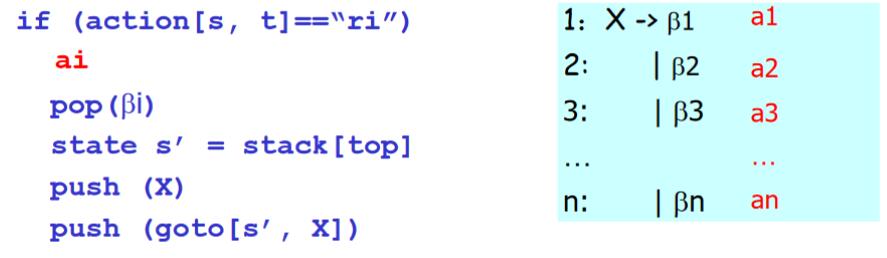 if (action[s, t]==“ri”)
ai
pop(βi)
state s’ = stack[top]
push (X)
push (goto[s’, X])
1: X -> β1 a1
2: | β2 a2
3: | β3 a3
… …
n: | βn an